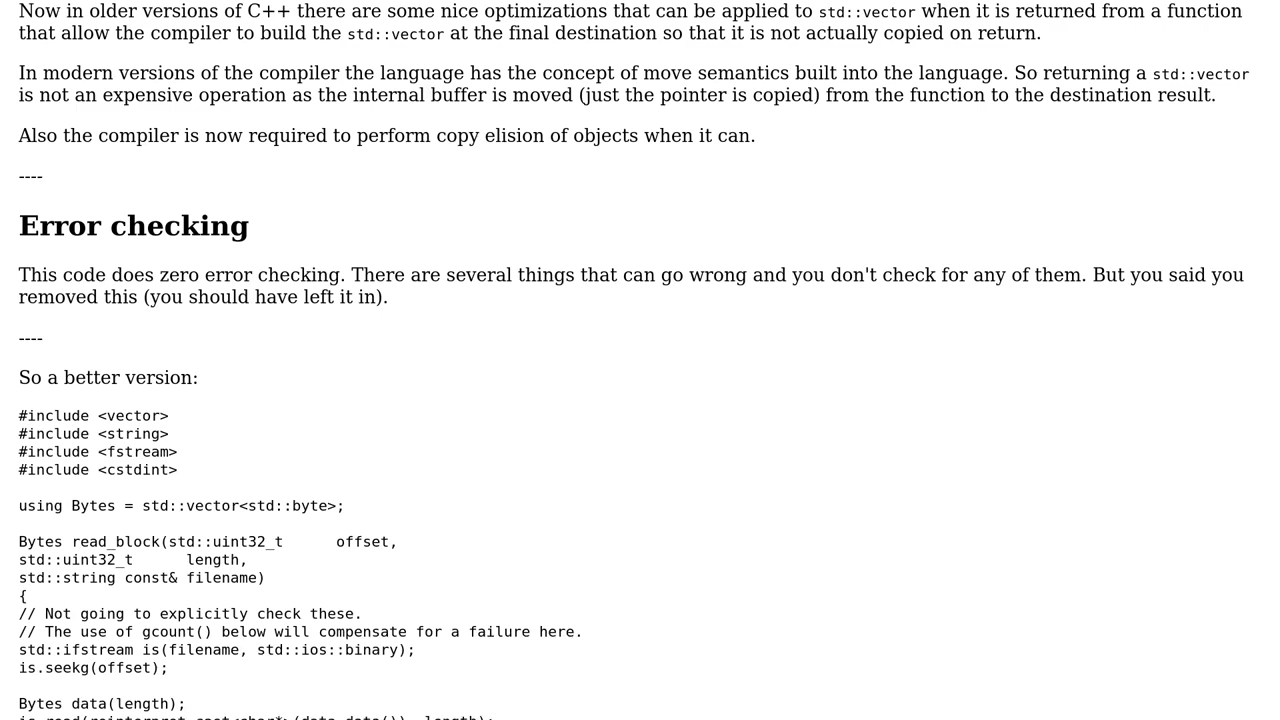 Now in older versions of C++ there are some nice optimizations that can be applied to std::vector when it is returned from a function
that allow the compiler to build the std::vector at the final destination so that it is not actually copied on return.
In modern versions of the compiler the language has the concept of move semantics built into the language. So returning a std::vector
is not an expensive operation as the internal buffer is moved (just the pointer is copied) from the function to the destination result.
Also the compiler is now required to perform copy elision of objects when it can.
----
Error checking
This code does zero error checking. There are several things that can go wrong and you don't check for any of them. But you said you
removed this (you should have left it in).
----
So a better version:
#include <vector>
#include <string>
#include <fstream>
#include <cstdint>
using Bytes = std::vector<std::byte>;
Bytes read_block(std::uint32_t      offset,
std::uint32_t      length,
std::string const& filename)
{
// Not going to explicitly check these.
// The use of gcount() below will compensate for a failure here.
std::ifstream is(filename, std::ios::binary);
is.seekg(offset);
Bytes data(length);
is.read(reinterpret_cast<char*>(data.data()), length);